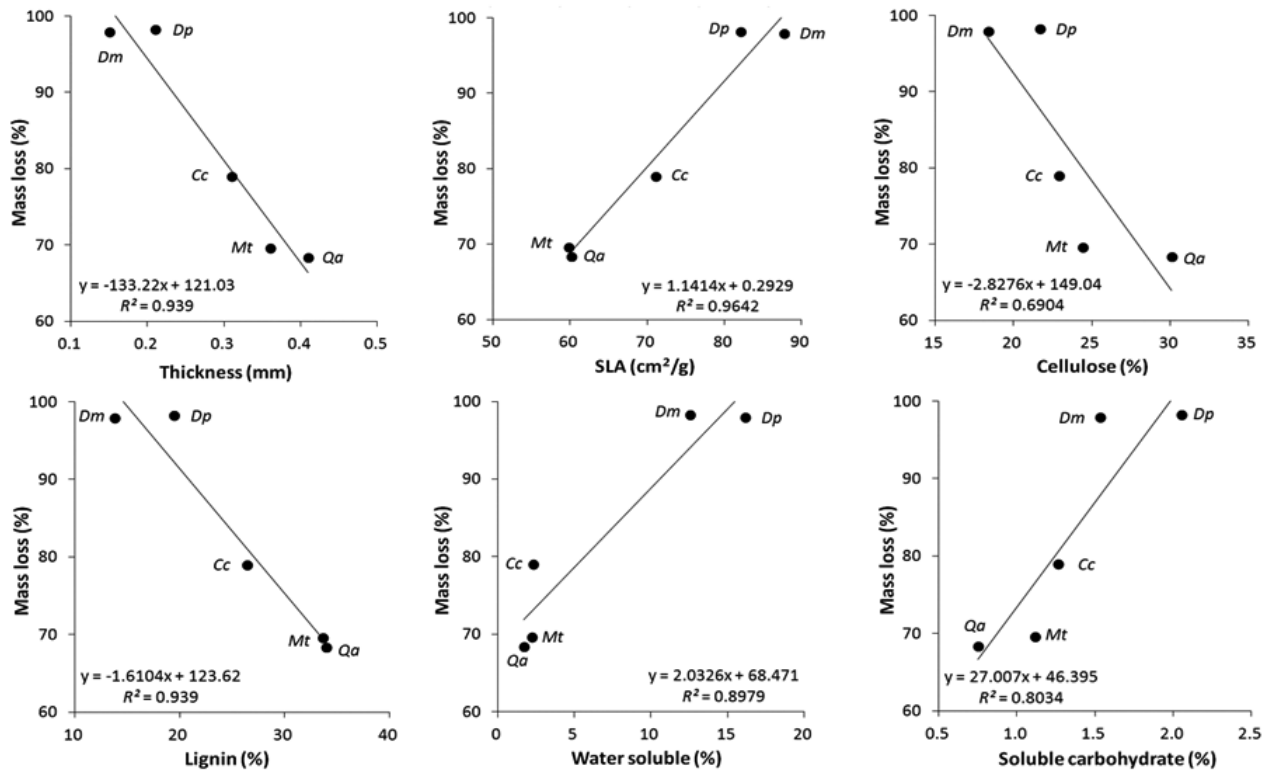 Mass loss (%)
100
90
80
70
60
Dm
Dp
Cc
Mt
Qa
y = -133.22x + 121.03
R² = 0.939
0.1 0.2 0.3 0.4 0.5
Thickness (mm)
Mass loss (%)
100
90
80
70
60
Dp
Dm
Cc
Mt
Qa
y = 1.1414x + 0.2929
R² = 0.9642
50 60 70 80 90
SLA (cm²/g)
Mass loss (%)
100
90
80
70
60
Dm
Dp
Cc
Mt
Qa
y = -2.8276x + 149.04
R² = 0.6904
15 20 25 30 35
Cellulose (%)
Mass loss (%)
100
90
80
70
60
Dm
Dp
Cc
Mt
Qa
y = -1.6104x + 123.62
R² = 0.939
10 20 30 40
Lignin (%)
Mass loss (%)
100
90
80
70
60
Dm
Dp
Cc
Mt
Qa
y = 2.0326x + 68.471
R² = 0.8979
0 5 10 15 20
Water soluble (%)
Mass loss (%)
100
90
80
70
60
Dm
Dp
Cc
Qa
Mt
y = 27.007x + 46.395
R² = 0.8034
0.5 1.0 1.5 2.0 2.5
Soluble carbohydrate (%)